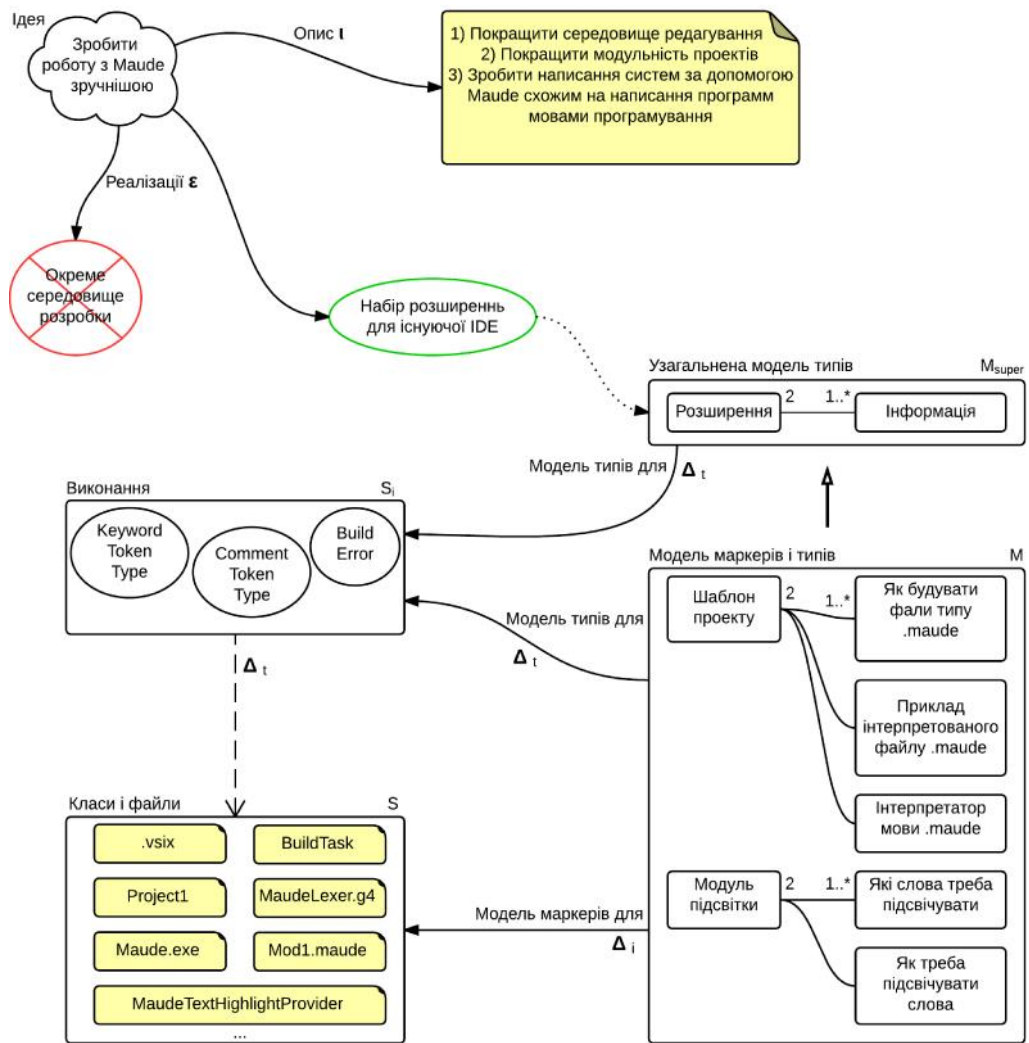 Ідея
Зробити
роботу з Maude
зручнішою
Опис ι
1) Покращити середовище редагування
2) Покращити модульність проектів
3) Зробити написання систем за допомогою
Maude схожим на написання программ
мовами програмування
Реалізації ε
Окреме
середовище
розробки
Набір розширеннь
для існуючої IDE
Узагальнена модель типів
Msuper
Розширення
2
1..*
Інформація
Модель типів для
Δ t
Виконання
Si
Keyword
Token
Type
Comment
Token
Type
Build
Error
Модель типів для
Δ t
Δ t
Модель маркерів і типів
M
Шаблон
проекту
2
1..*
Як будувати
фали типу
.maude
Приклад
інтерпретованого
файлу .maude
Інтерпретатор
мови .maude
Модуль
підсвітки
2
1..*
Які слова треба
підсвічувати
Як треба
підсвічувати
слова
Модель маркерів для
Δ i
Класи і файли
S
.vsix
BuildTask
Project1
MaudeLexer.g4
Maude.exe
Mod1.maude
MaudeTextHighlightProvider
...